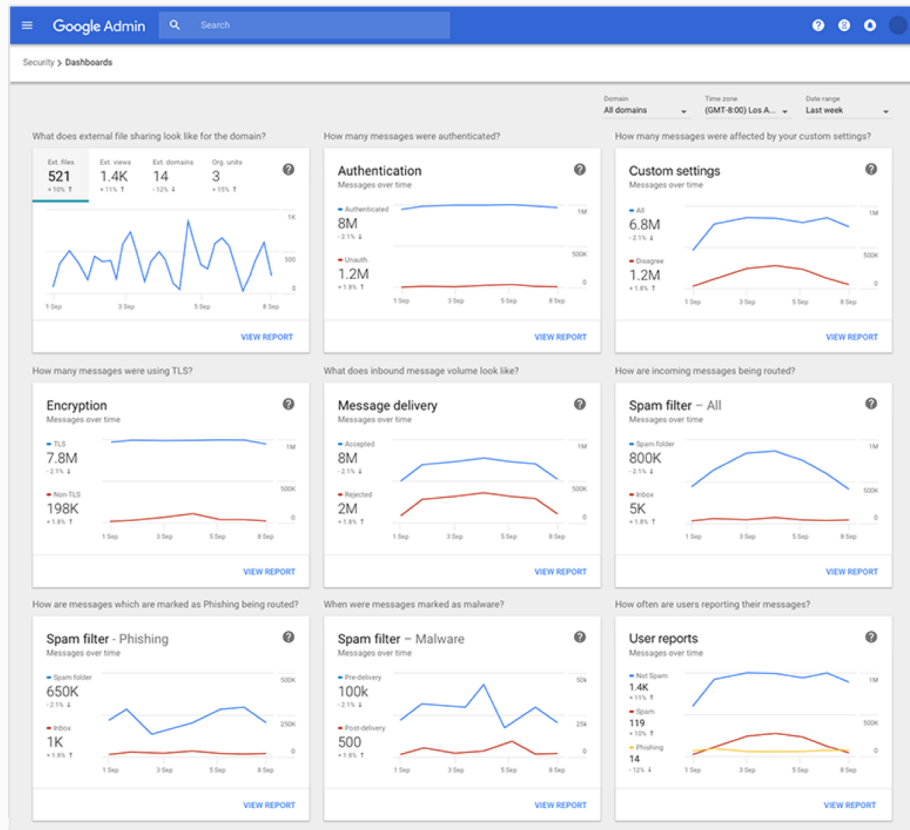 Google Admin
Search
Security > Dashboards
Domain
All domains
Time zone
(GMT-8:00) Los A...
Date range
Last week
What does external file sharing look like for the domain?
Ext. files
521
+10% ↑
Ext. views
1.4K
+11% ↑
Ext. domains
14
-12% ↓
Org. units
3
+15% ↑
1K
500
0
1 Sep 3 Sep 5 Sep 8 Sep
VIEW REPORT
How many messages were authenticated?
Authentication
Messages over time
Authenticated
8M
-2.1% ↓
Unauth.
1.2M
+1.8% ↑
1M
500K
0
1 Sep 3 Sep 5 Sep 8 Sep
VIEW REPORT
How many messages were affected by your custom settings?
Custom settings
Messages over time
All
6.8M
-2.1% ↓
Disagree
1.2M
+1.8% ↑
1M
500K
0
1 Sep 3 Sep 5 Sep 8 Sep
VIEW REPORT
How many messages were using TLS?
Encryption
Messages over time
TLS
7.8M
-2.1% ↓
Non-TLS
198K
+1.8% ↑
1M
500K
0
1 Sep 3 Sep 5 Sep 8 Sep
VIEW REPORT
What does inbound message volume look like?
Message delivery
Messages over time
Accepted
8M
-2.1% ↓
Rejected
2M
+1.8% ↑
1M
500K
0
1 Sep 3 Sep 5 Sep 8 Sep
VIEW REPORT
How are incoming messages being routed?
Spam filter – All
Messages over time
Spam folder
800K
-2.1% ↓
Inbox
5K
+1.8% ↑
1M
500K
0
1 Sep 3 Sep 5 Sep 8 Sep
VIEW REPORT
How are messages which are marked as Phishing being routed?
Spam filter - Phishing
Messages over time
Spam folder
650K
-2.1% ↓
Inbox
1K
+1.8% ↑
500K
250K
0
1 Sep 3 Sep 5 Sep 8 Sep
VIEW REPORT
When were messages marked as malware?
Spam filter – Malware
Messages over time
Pre-delivery
100k
-2.1% ↓
Post-delivery
500
+1.8% ↑
50k
25k
0
1 Sep 3 Sep 5 Sep 8 Sep
VIEW REPORT
How often are users reporting their messages?
User reports
Messages over time
Not Spam
1.4K
+11% ↑
Spam
119
+10% ↑
Phishing
14
-12% ↓
1M
500K
0
1 Sep 3 Sep 5 Sep 8 Sep
VIEW REPORT